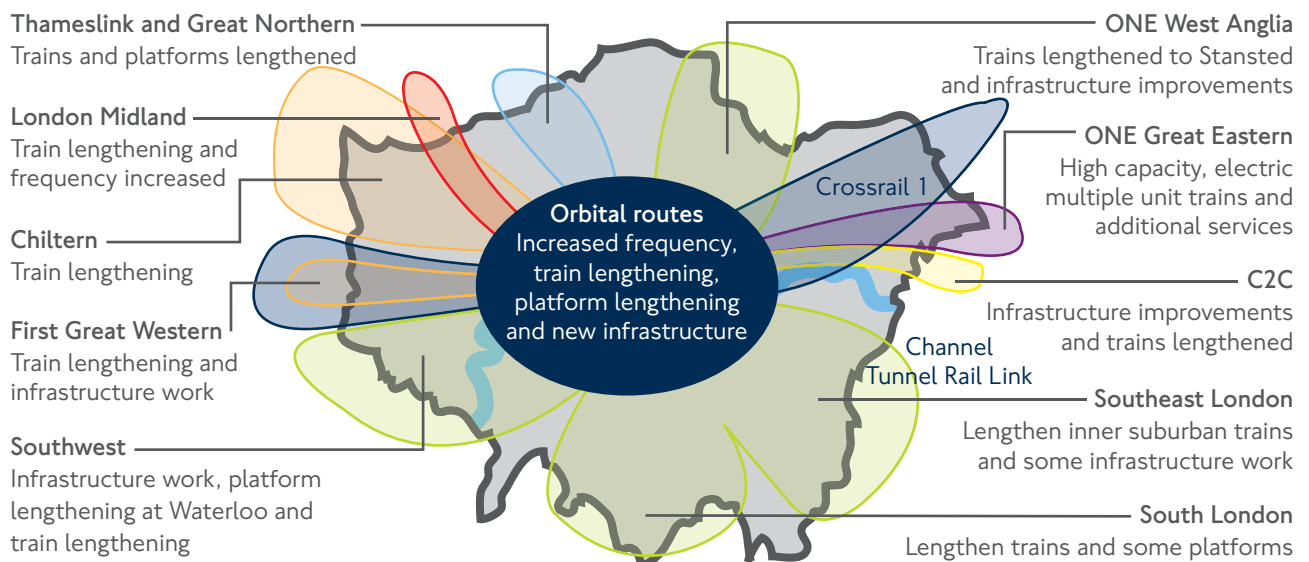 Thameslink and Great Northern
Trains and platforms lengthened
London Midland
Train lengthening and
frequency increased
Chiltern
Train lengthening
First Great Western
Train lengthening and
infrastructure work
Southwest
Infrastructure work, platform
lengthening at Waterloo and
train lengthening
Orbital routes
Increased frequency,
train lengthening,
platform lengthening
and new infrastructure
Crossrail 1
Channel
Tunnel Rail Link
ONE West Anglia
Trains lengthened to Stansted
and infrastructure improvements
ONE Great Eastern
High capacity, electric
multiple unit trains and
additional services
C2C
Infrastructure improvements
and trains lengthened
Southeast London
Lengthen inner suburban trains
and some infrastructure work
South London
Lengthen trains and some platforms